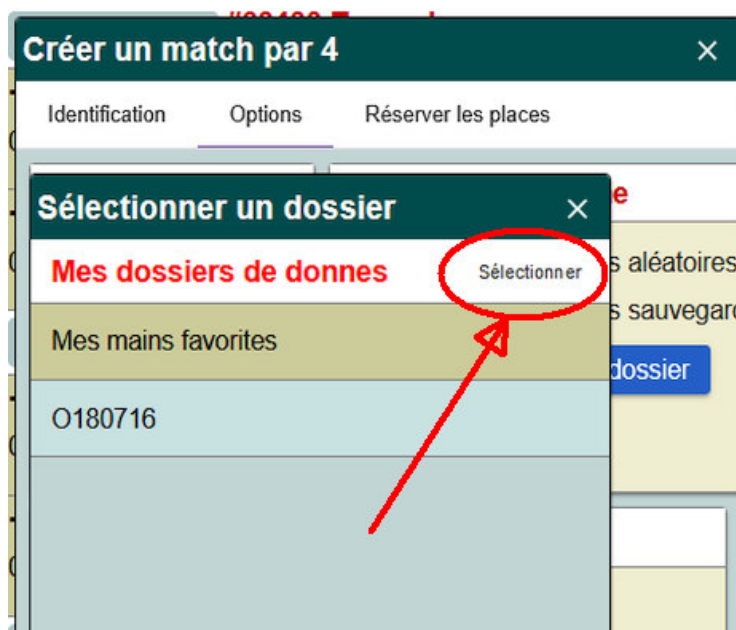 Créer un match par 4
Identification Options Réserver les places
Sélectionner un dossier
Mes dossiers de donnes Sélectionner
aléatoires
Mes mains favorites
dossier
O180716